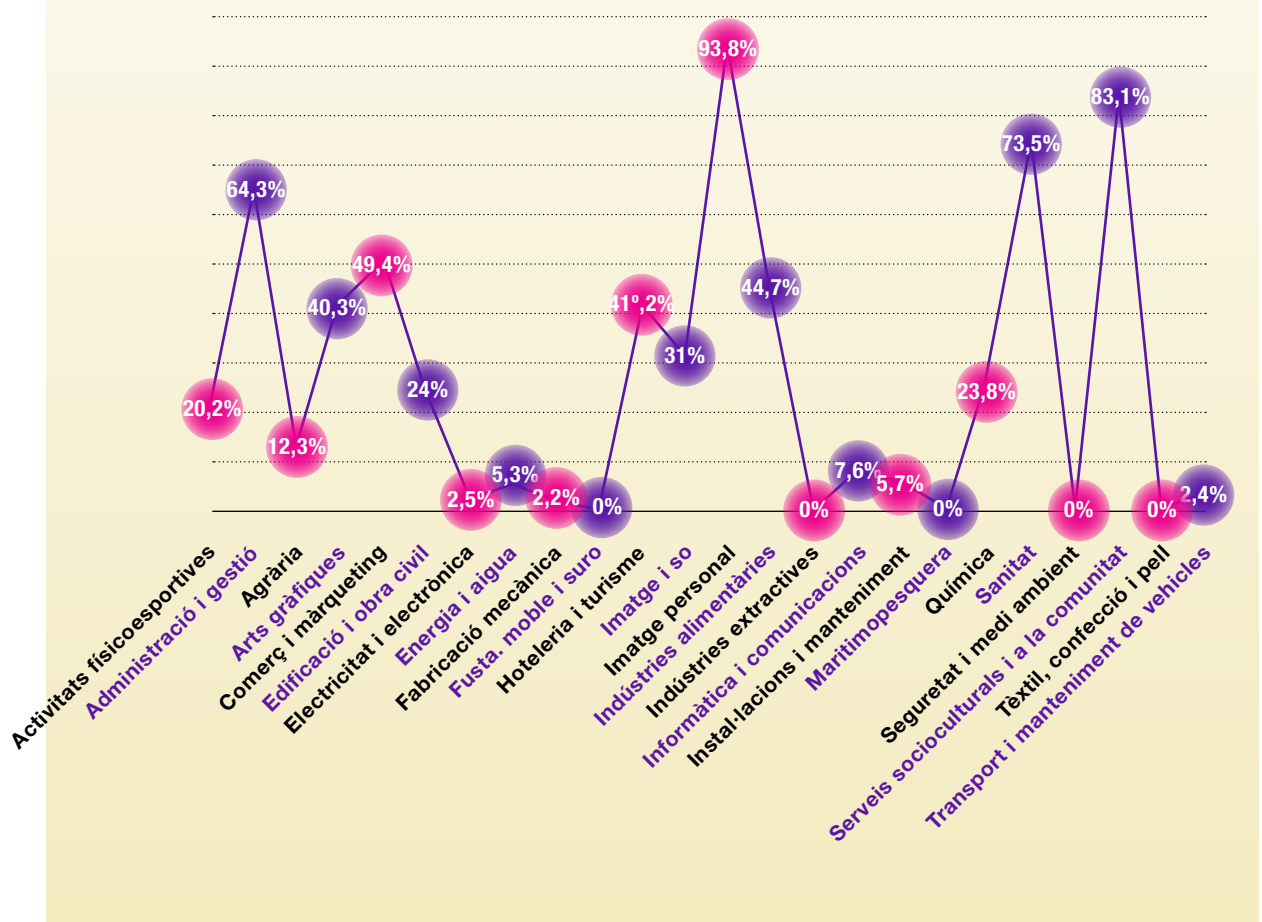 93,8%
83,1%
73,5%
64,3%
49,4%
44,7%
41º,2%
40,3%
31%
24%
23,8%
20,2%
12,3%
7,6%
5,3%
5,7%
2,5%
2,2%
0%
0%
0%
0%
0%
2,4%
Activitats físicoesportives
Administració i gestió
Agrària
Arts gràfiques
Comerç i màrqueting
Edificació i obra civil
Electricitat i electrònica
Energia i aigua
Fabricació mecànica
Fusta. moble i suro
Hoteleria i turisme
Imatge i so
Imatge personal
Indústries alimentàries
Indústries extractives
Informàtica i comunicacions
Instal·lacions i manteniment
Maritimopesquera
Química
Sanitat
Seguretat i medi ambient
Serveis socioculturals i a la comunitat
Tèxtil, confecció i pell
Transport i manteniment de vehicles